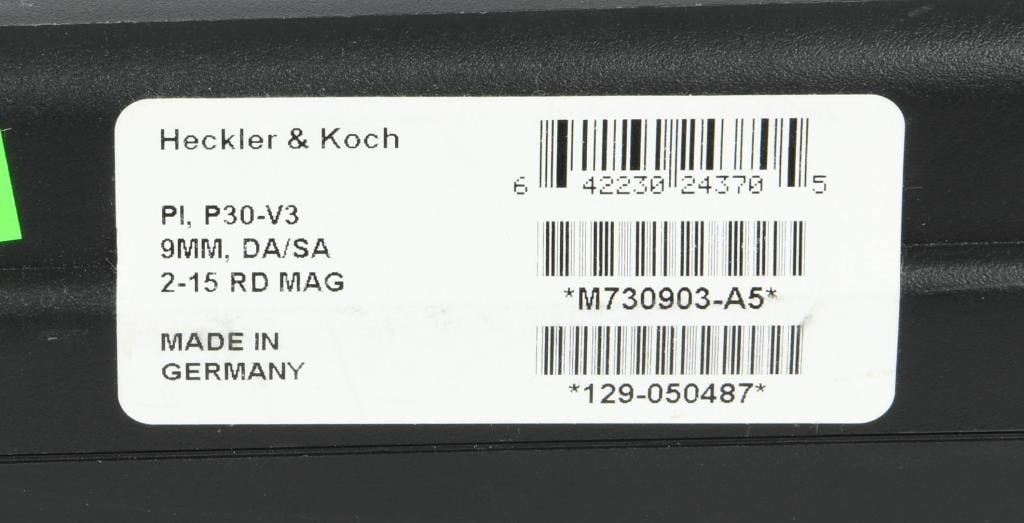 Heckler & Koch
PI, P30-V3
9MM, DA/SA
2-15 RD MAG
MADE IN
GERMANY
6 42230 24370 5
*M730903-A5*
*129-050487*